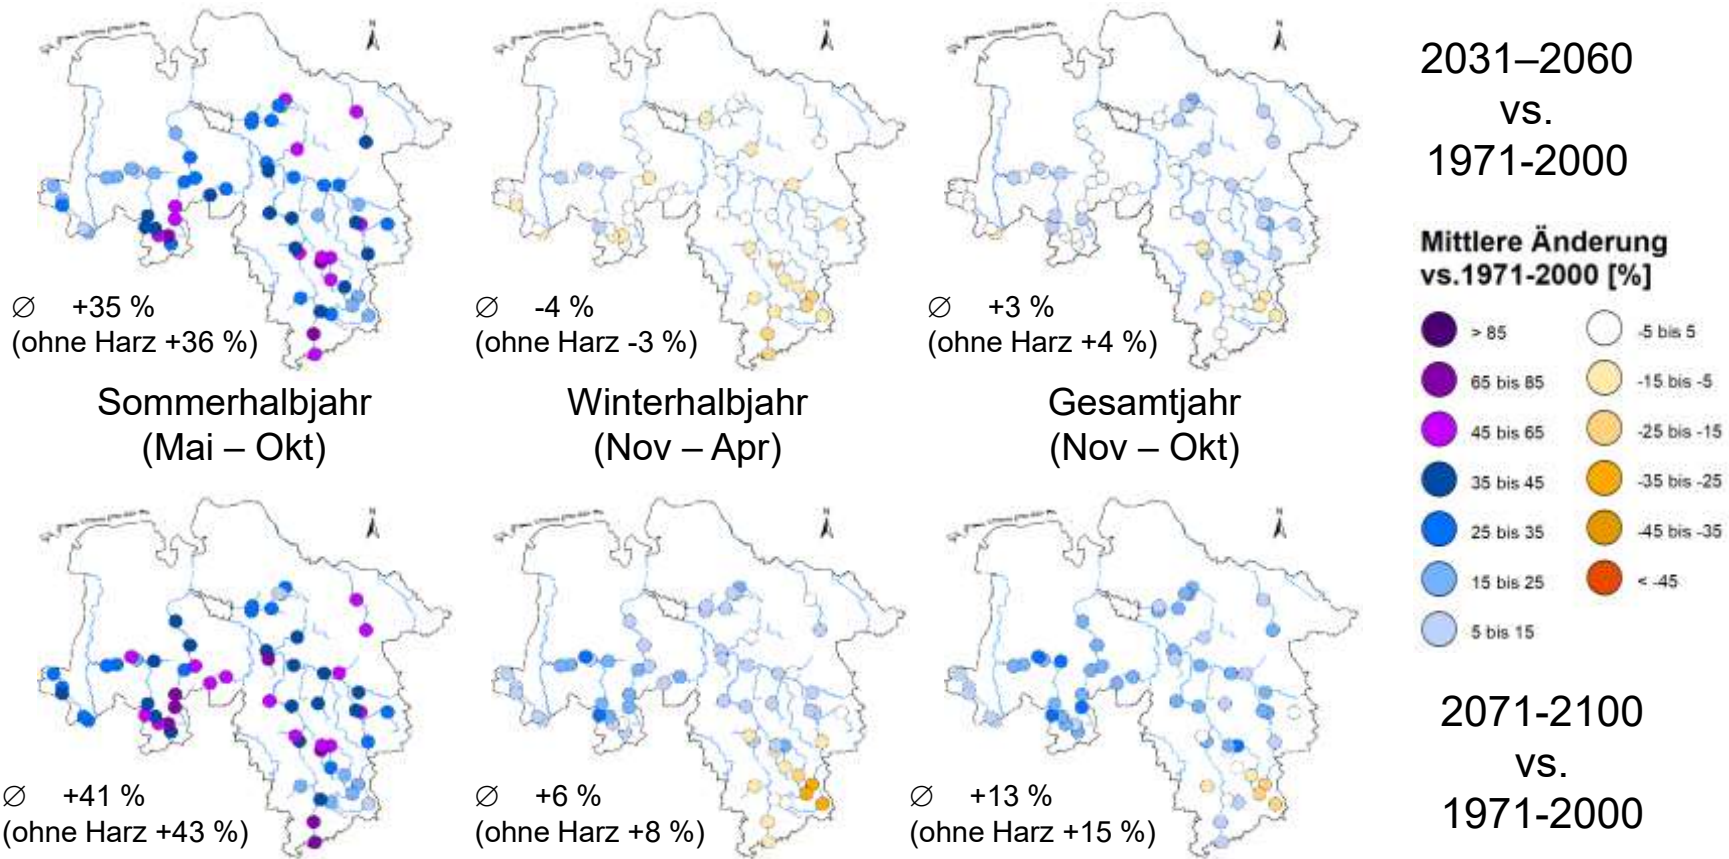 N
N
N
2031–2060
vs.
1971-2000
Ø +35 %
(ohne Harz +36 %)
Ø -4 %
(ohne Harz -3 %)
Ø +3 %
(ohne Harz +4 %)
Sommerhalbjahr
(Mai – Okt)
Winterhalbjahr
(Nov – Apr)
Gesamtjahr
(Nov – Okt)
Mittlere Änderung
vs.1971-2000 [%]
> 85
65 bis 85
45 bis 65
35 bis 45
25 bis 35
15 bis 25
5 bis 15
-5 bis 5
-15 bis -5
-25 bis -15
-35 bis -25
-45 bis -35
< -45
N
N
N
Ø +41 %
(ohne Harz +43 %)
Ø +6 %
(ohne Harz +8 %)
Ø +13 %
(ohne Harz +15 %)
2071-2100
vs.
1971-2000